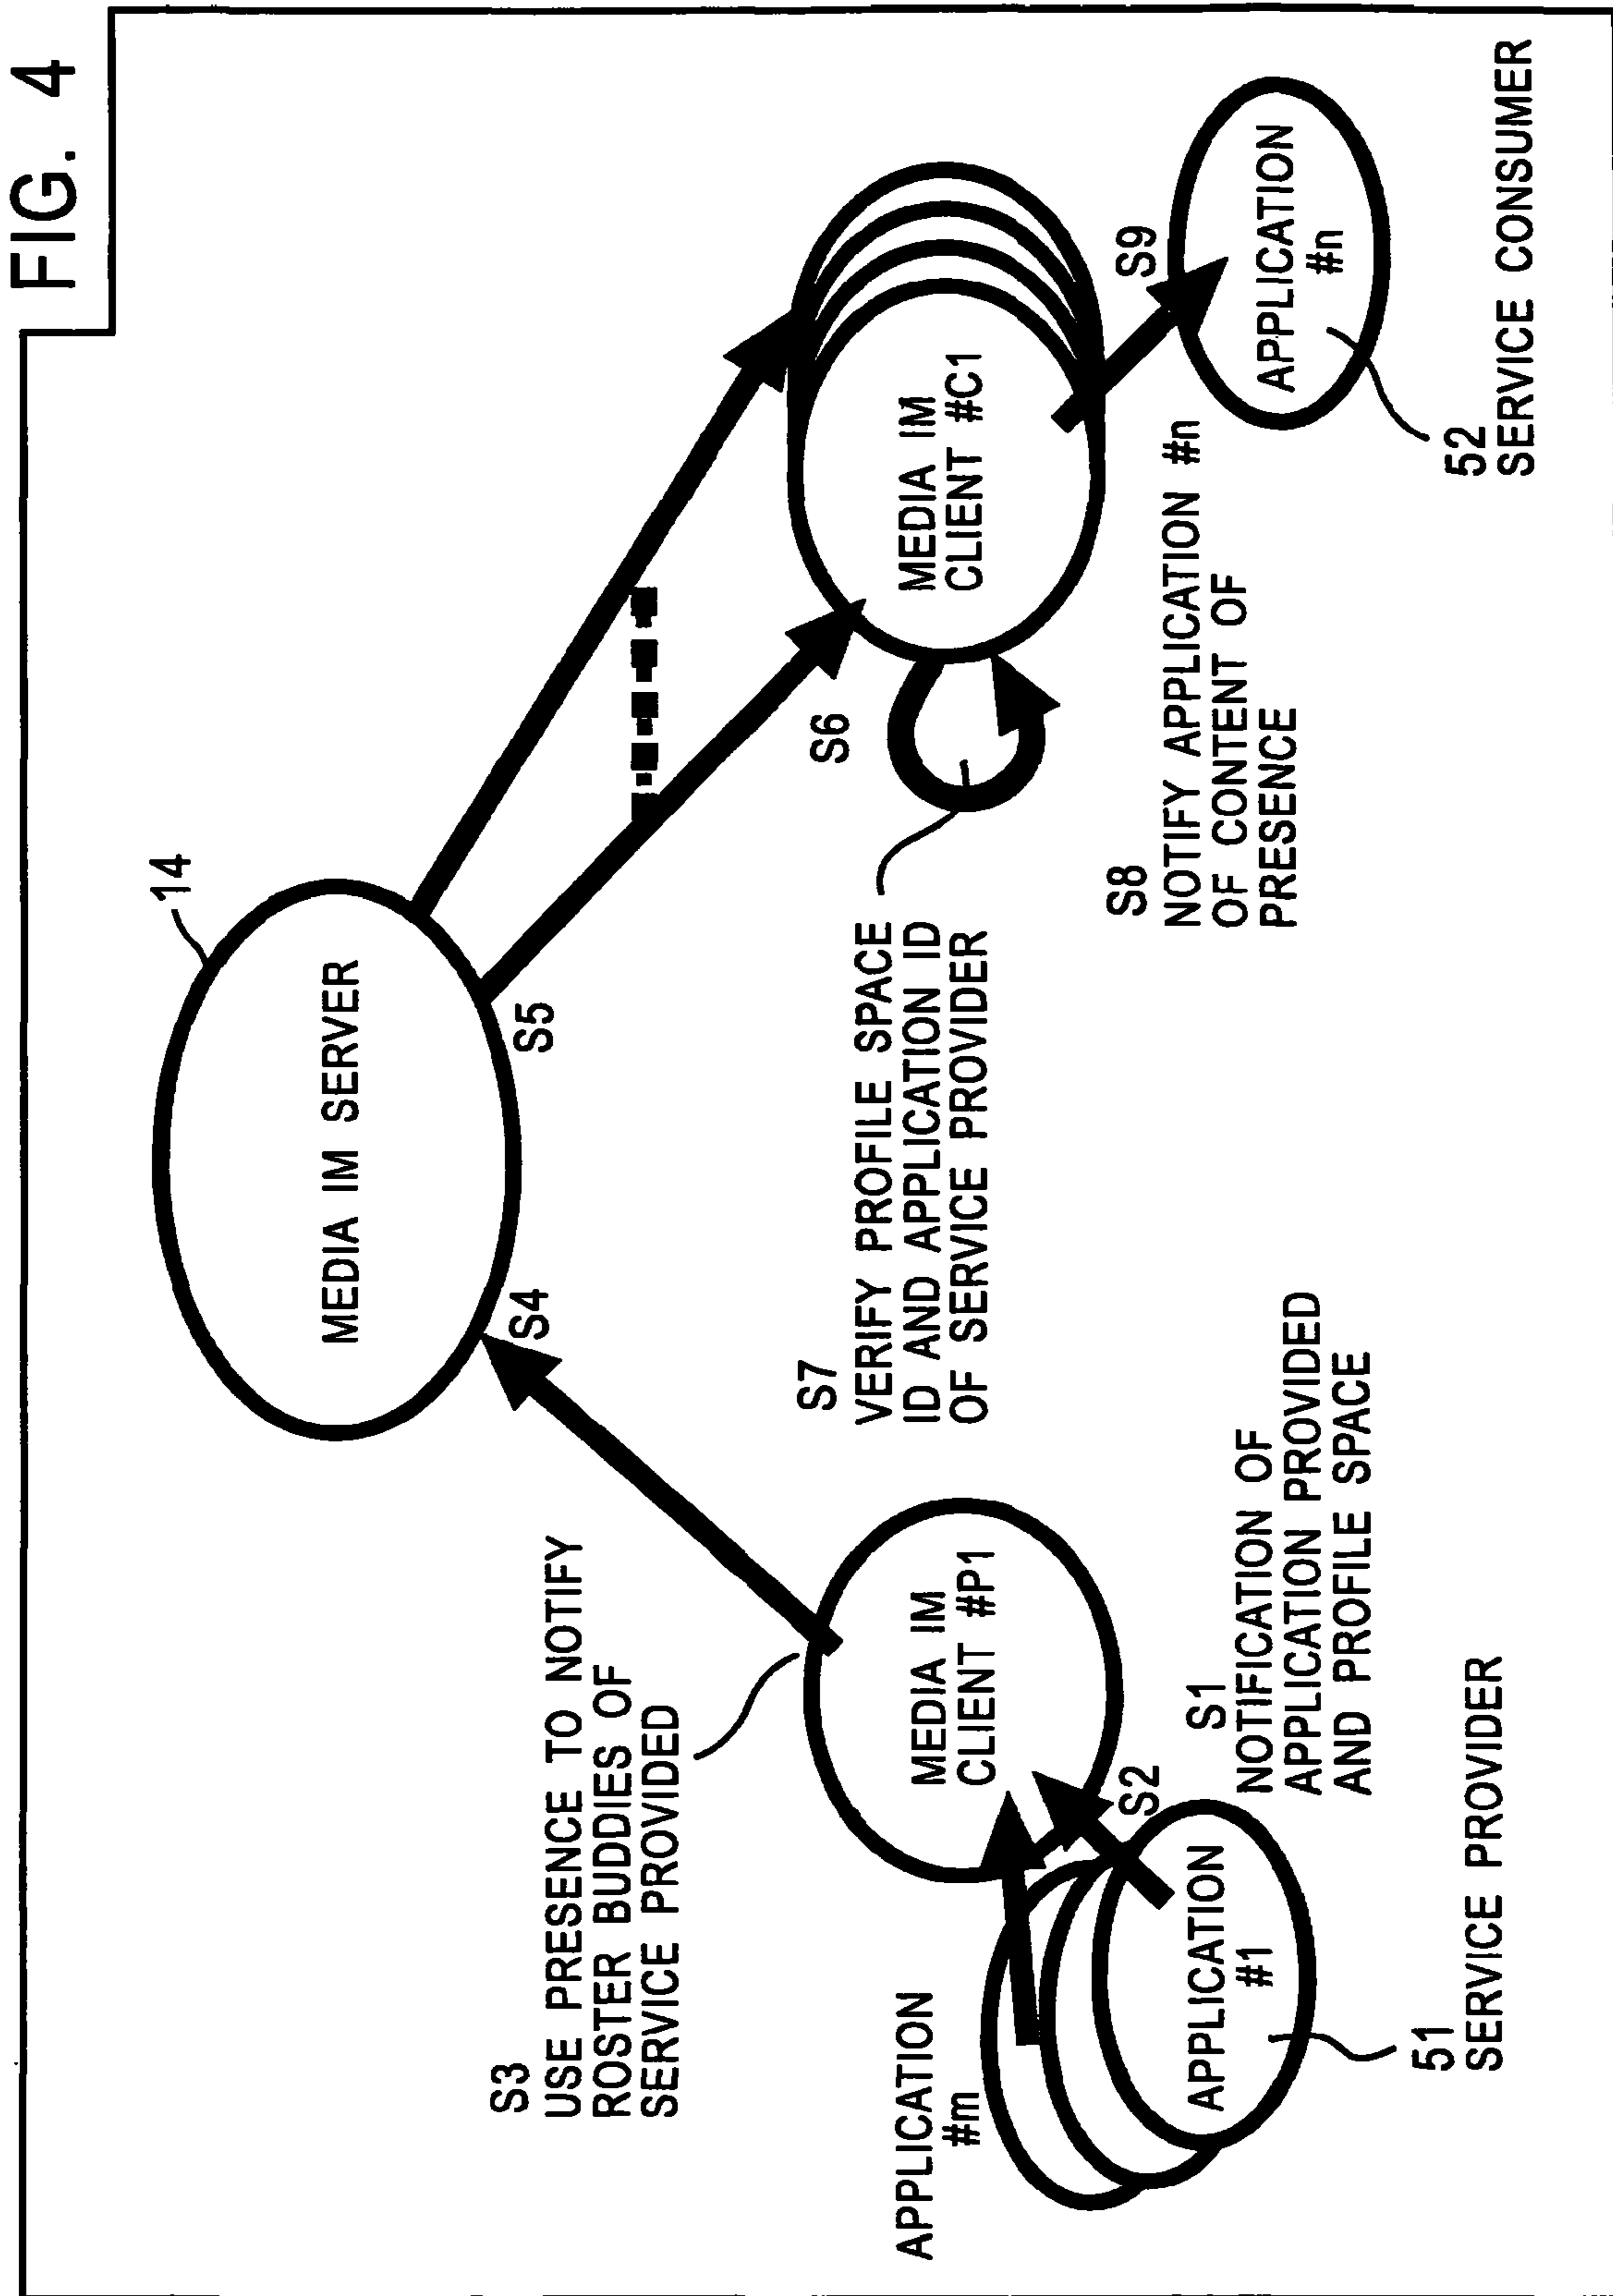 FIG. 4
14
MEDIA IM SERVER
S3
USE PRESENCE TO NOTIFY
ROSTER BUDDIES OF
SERVICE PROVIDED
S4
S5
S6
S7
VERIFY PROFILE SPACE
ID AND APPLICATION ID
OF SERVICE PROVIDER
MEDIA IM
CLIENT #P1
MEDIA IM
CLIENT #C1
APPLICATION
#m
S2
S1
NOTIFICATION OF
APPLICATION PROVIDED
AND PROFILE SPACE
S8
NOTIFY APPLICATION #n
OF CONTENT OF
PRESENCE
S9
APPLICATION
#1
APPLICATION
#n
51
SERVICE PROVIDER
52
SERVICE CONSUMER